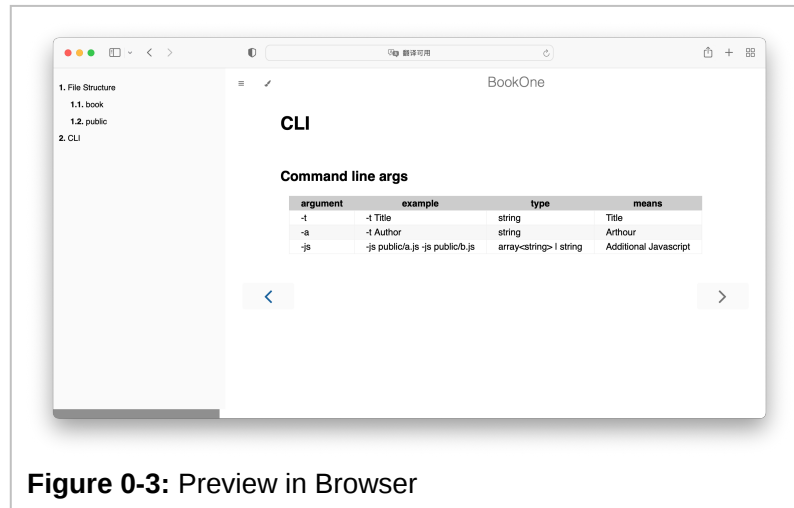 翻译可用
1. File Structure
1.1. book
1.2. public
2. CLI
BookOne
CLI
Command line args
argument example type means
-t -t Title string Title
-a -t Author string Arthour
-js -js public/a.js -js public/b.js array<string> | string Additional Javascript
Figure 0-3: Preview in Browser